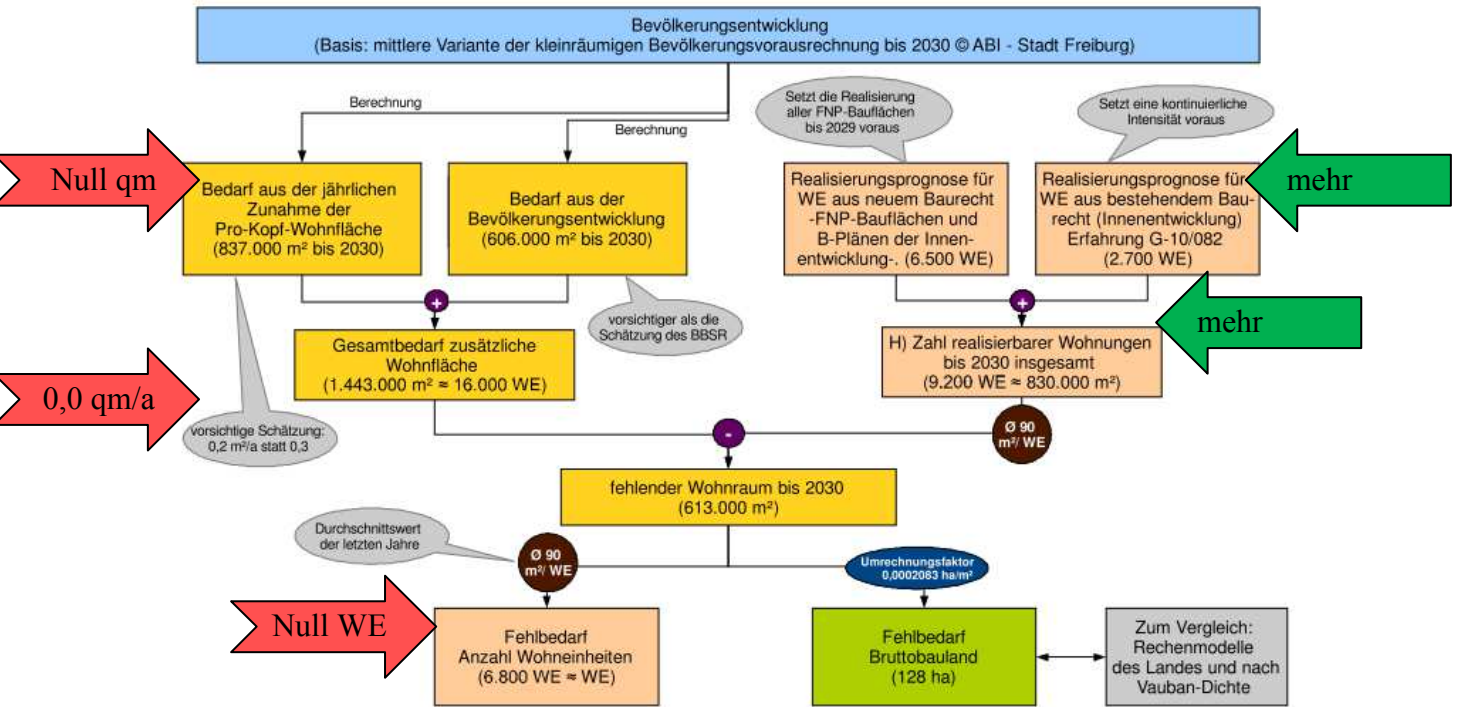 Bevölkerungsentwicklung
(Basis: mittlere Variante der kleinräumigen Bevölkerungsvorausrechnung bis 2030 © ABI - Stadt Freiburg)
Berechnung
Berechnung
Setzt die Realisierung
aller FNP-Bauflächen
bis 2029 voraus
Setzt eine kontinuierliche
Intensität voraus
Null qm
Bedarf aus der jährlichen
Zunahme der
Pro-Kopf-Wohnfläche
(837.000 m² bis 2030)
Bedarf aus der
Bevölkerungsentwicklung
(606.000 m² bis 2030)
Realisierungsprognose für
WE aus neuem Baurecht
-FNP-Bauflächen und
B-Plänen der Innen-
entwicklung-. (6.500 WE)
Realisierungsprognose für
WE aus bestehendem Bau-
recht (Innenentwicklung)
Erfahrung G-10/082
(2.700 WE)
mehr
+
vorsichtiger als die
Schätzung des BBSR
+
mehr
Gesamtbedarf zusätzliche
Wohnfläche
(1.443.000 m² ≈ 16.000 WE)
H) Zahl realisierbarer Wohnungen
bis 2030 insgesamt
(9.200 WE ≈ 830.000 m²)
0,0 qm/a
vorsichtige Schätzung:
0,2 m²/a statt 0,3
-
Ø 90
m²/ WE
fehlender Wohnraum bis 2030
(613.000 m²)
Durchschnittswert
der letzten Jahre
Ø 90
m²/ WE
Umrechnungsfaktor
0,0002083 ha/m²
Null WE
Fehlbedarf
Anzahl Wohneinheiten
(6.800 WE ≈ WE)
Fehlbedarf
Bruttobauland
(128 ha)
Zum Vergleich:
Rechenmodelle
des Landes und nach
Vauban-Dichte